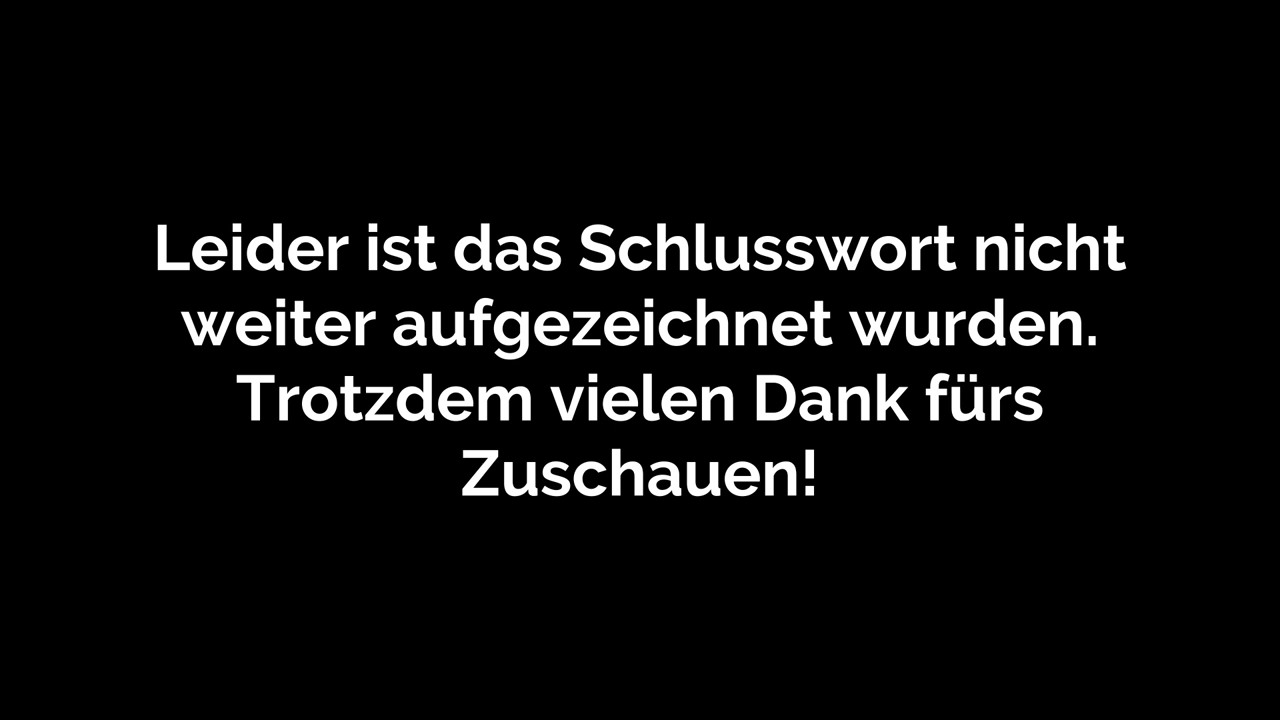 Leider ist das Schlusswort nicht
weiter aufgezeichnet wurden.
Trotzdem vielen Dank fürs
Zuschauen!